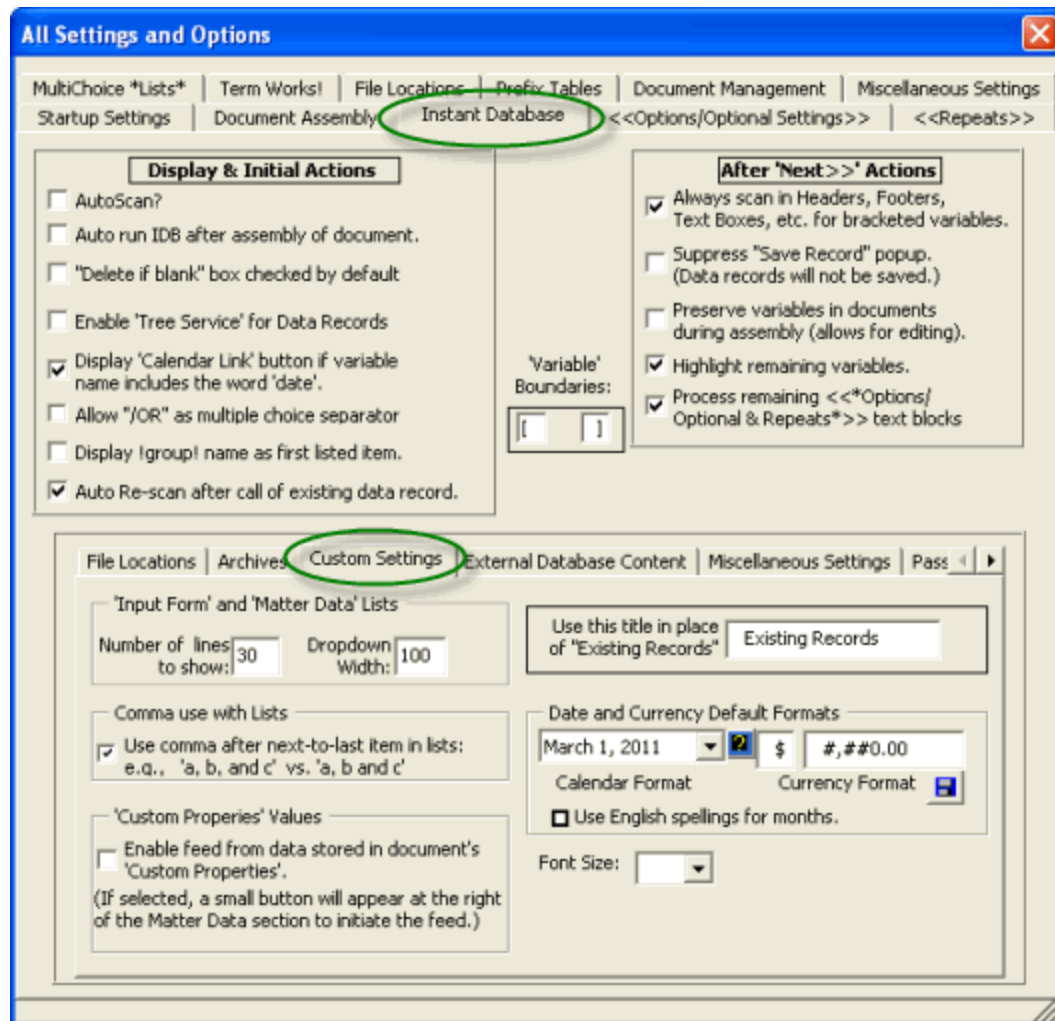 All Settings and Options
MultiChoice *Lists*
Term Works!
File Locations
Prefix Tables
Document Management
Miscellaneous Settings
Startup Settings
Document Assembly
Instant Database
<<Options/Optional Settings>>
<<Repeats>>
Display & Initial Actions
AutoScan?
Auto run IDB after assembly of document.
"Delete if blank" box checked by default
Enable 'Tree Service' for Data Records
Display 'Calendar Link' button if variable
name includes the word 'date'.
Allow "/OR" as multiple choice separator
Display !group! name as first listed item.
Auto Re-scan after call of existing data record.
'Variable'
Boundaries:
[ ]
After 'Next>>' Actions
Always scan in Headers, Footers,
Text Boxes, etc. for bracketed variables.
Suppress "Save Record" popup.
(Data records will not be saved.)
Preserve variables in documents
during assembly (allows for editing).
Highlight remaining variables.
Process remaining <<*Options/
Optional & Repeats*>> text blocks
File Locations
Archives
Custom Settings
External Database Content
Miscellaneous Settings
Pass
'Input Form' and 'Matter Data' Lists
Number of lines
to show:
30
Dropdown
Width:
100
Use this title in place
of "Existing Records"
Existing Records
Comma use with Lists
Use comma after next-to-last item in lists:
e.g., 'a, b, and c' vs. 'a, b and c'
Date and Currency Default Formats
March 1, 2011
?
$
#,##0.00
Calendar Format
Currency Format
Use English spellings for months.
'Custom Properies' Values
Enable feed from data stored in document's
'Custom Properties'.
(If selected, a small button will appear at the right
of the Matter Data section to initiate the feed.)
Font Size: